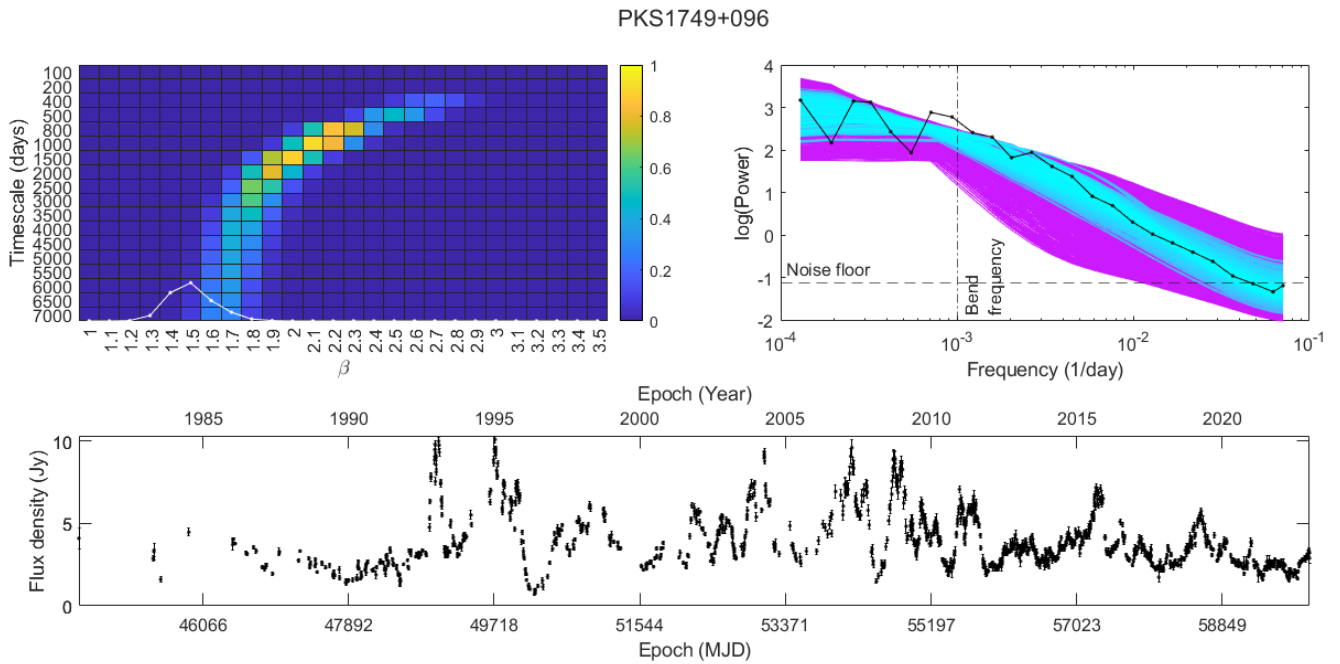 PKS1749+096
Timescale (days)
100
200
400
500
800
1000
1500
2000
2500
3000
3500
4000
4500
5000
5500
6000
6500
7000
1 1.1 1.2 1.3 1.4 1.5 1.6 1.7 1.8 1.9 2 2.1 2.2 2.3 2.4 2.5 2.6 2.7 2.8 2.9 3 3.1 3.2 3.3 3.4 3.5
β
1
0.8
0.6
0.4
0.2
0
log(Power)
4
3
2
1
0
-1
-2
Noise floor
Bend
frequency
10⁻⁴ 10⁻³ 10⁻² 10⁻¹
Frequency (1/day)
Epoch (Year)
1985 1990 1995 2000 2005 2010 2015 2020
Flux density (Jy)
10
5
0
46066 47892 49718 51544 53371 55197 57023 58849
Epoch (MJD)